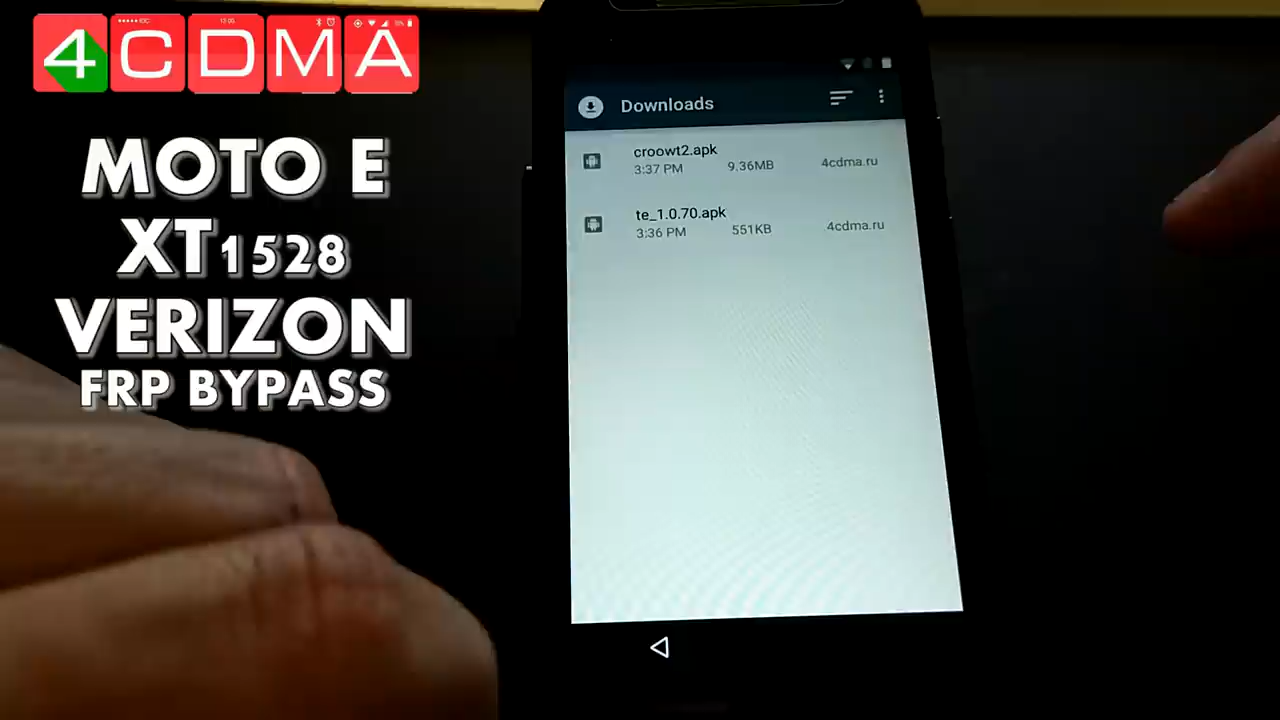 4CDMA
MOTO E
XT1528
VERIZON
FRP BYPASS
Downloads
croowt2.apk
3:37 PM 9.36MB 4cdma.ru
te_1.0.70.apk
3:36 PM 551KB 4cdma.ru